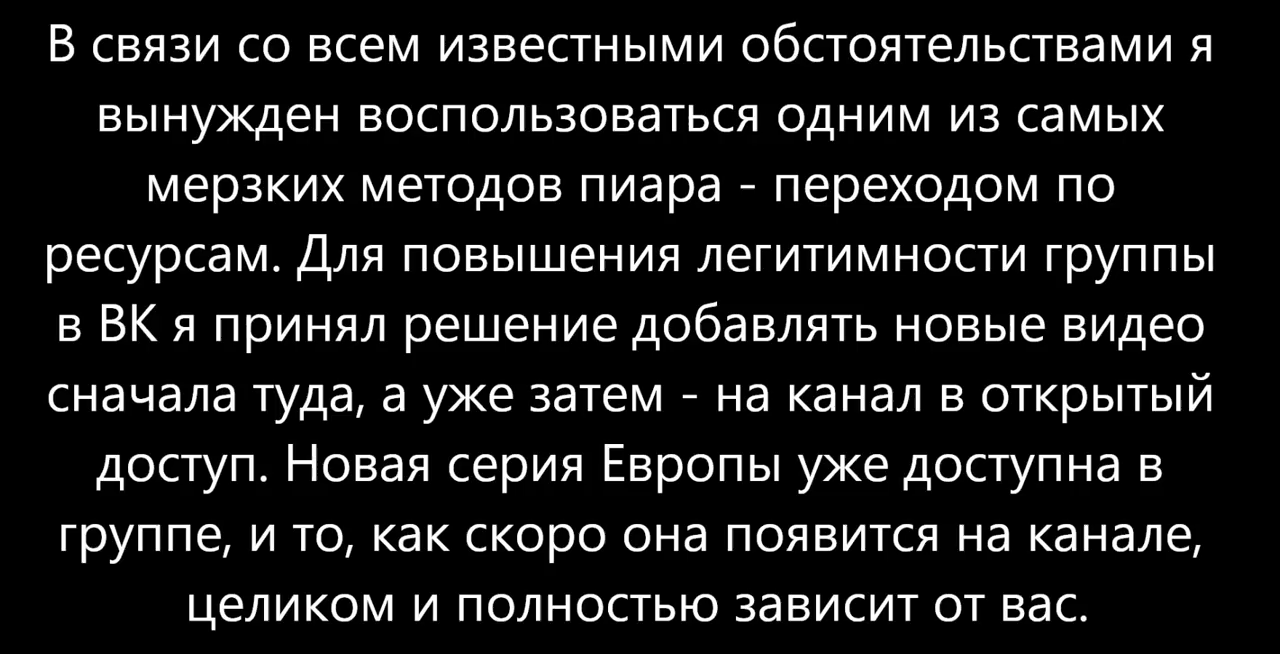 В связи со всем известными обстоятельствами я
вынужден воспользоваться одним из самых
мерзких методов пиара - переходом по
ресурсам. Для повышения легитимности группы
в ВК я принял решение добавлять новые видео
сначала туда, а уже затем - на канал в открытый
доступ. Новая серия Европы уже доступна в
группе, и то, как скоро она появится на канале,
целиком и полностью зависит от вас.